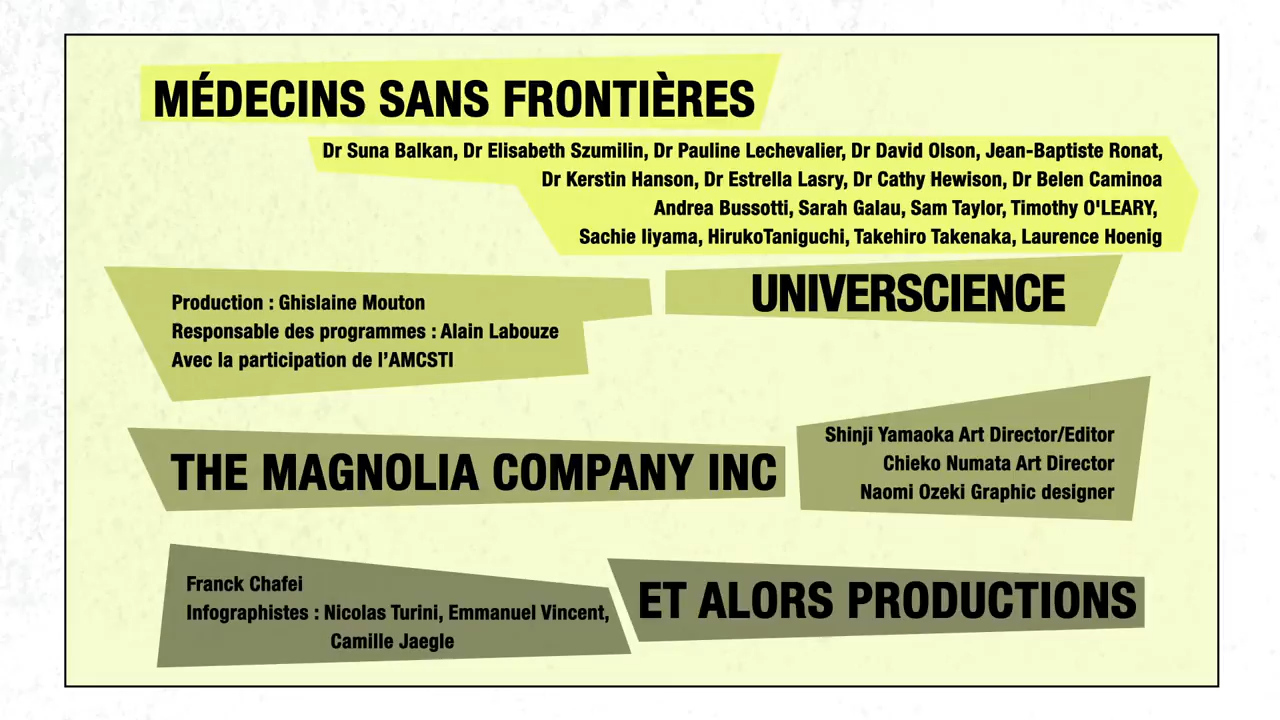 MÉDECINS SANS FRONTIÈRES
Dr Suna Balkan, Dr Elisabeth Szumilin, Dr Pauline Lechevalier, Dr David Olson, Jean-Baptiste Ronat,
Dr Kerstin Hanson, Dr Estrella Lasry, Dr Cathy Hewison, Dr Belen Caminoa
Andrea Bussotti, Sarah Galau, Sam Taylor, Timothy O'LEARY,
Sachie Iiyama, HirukoTaniguchi, Takehiro Takenaka, Laurence Hoenig
UNIVERSCIENCE
Production : Ghislaine Mouton
Responsable des programmes : Alain Labouze
Avec la participation de l’AMCSTI
THE MAGNOLIA COMPANY INC
Shinji Yamaoka Art Director/Editor
Chieko Numata Art Director
Naomi Ozeki Graphic designer
ET ALORS PRODUCTIONS
Franck Chafei
Infographistes : Nicolas Turini, Emmanuel Vincent,
Camille Jaegle